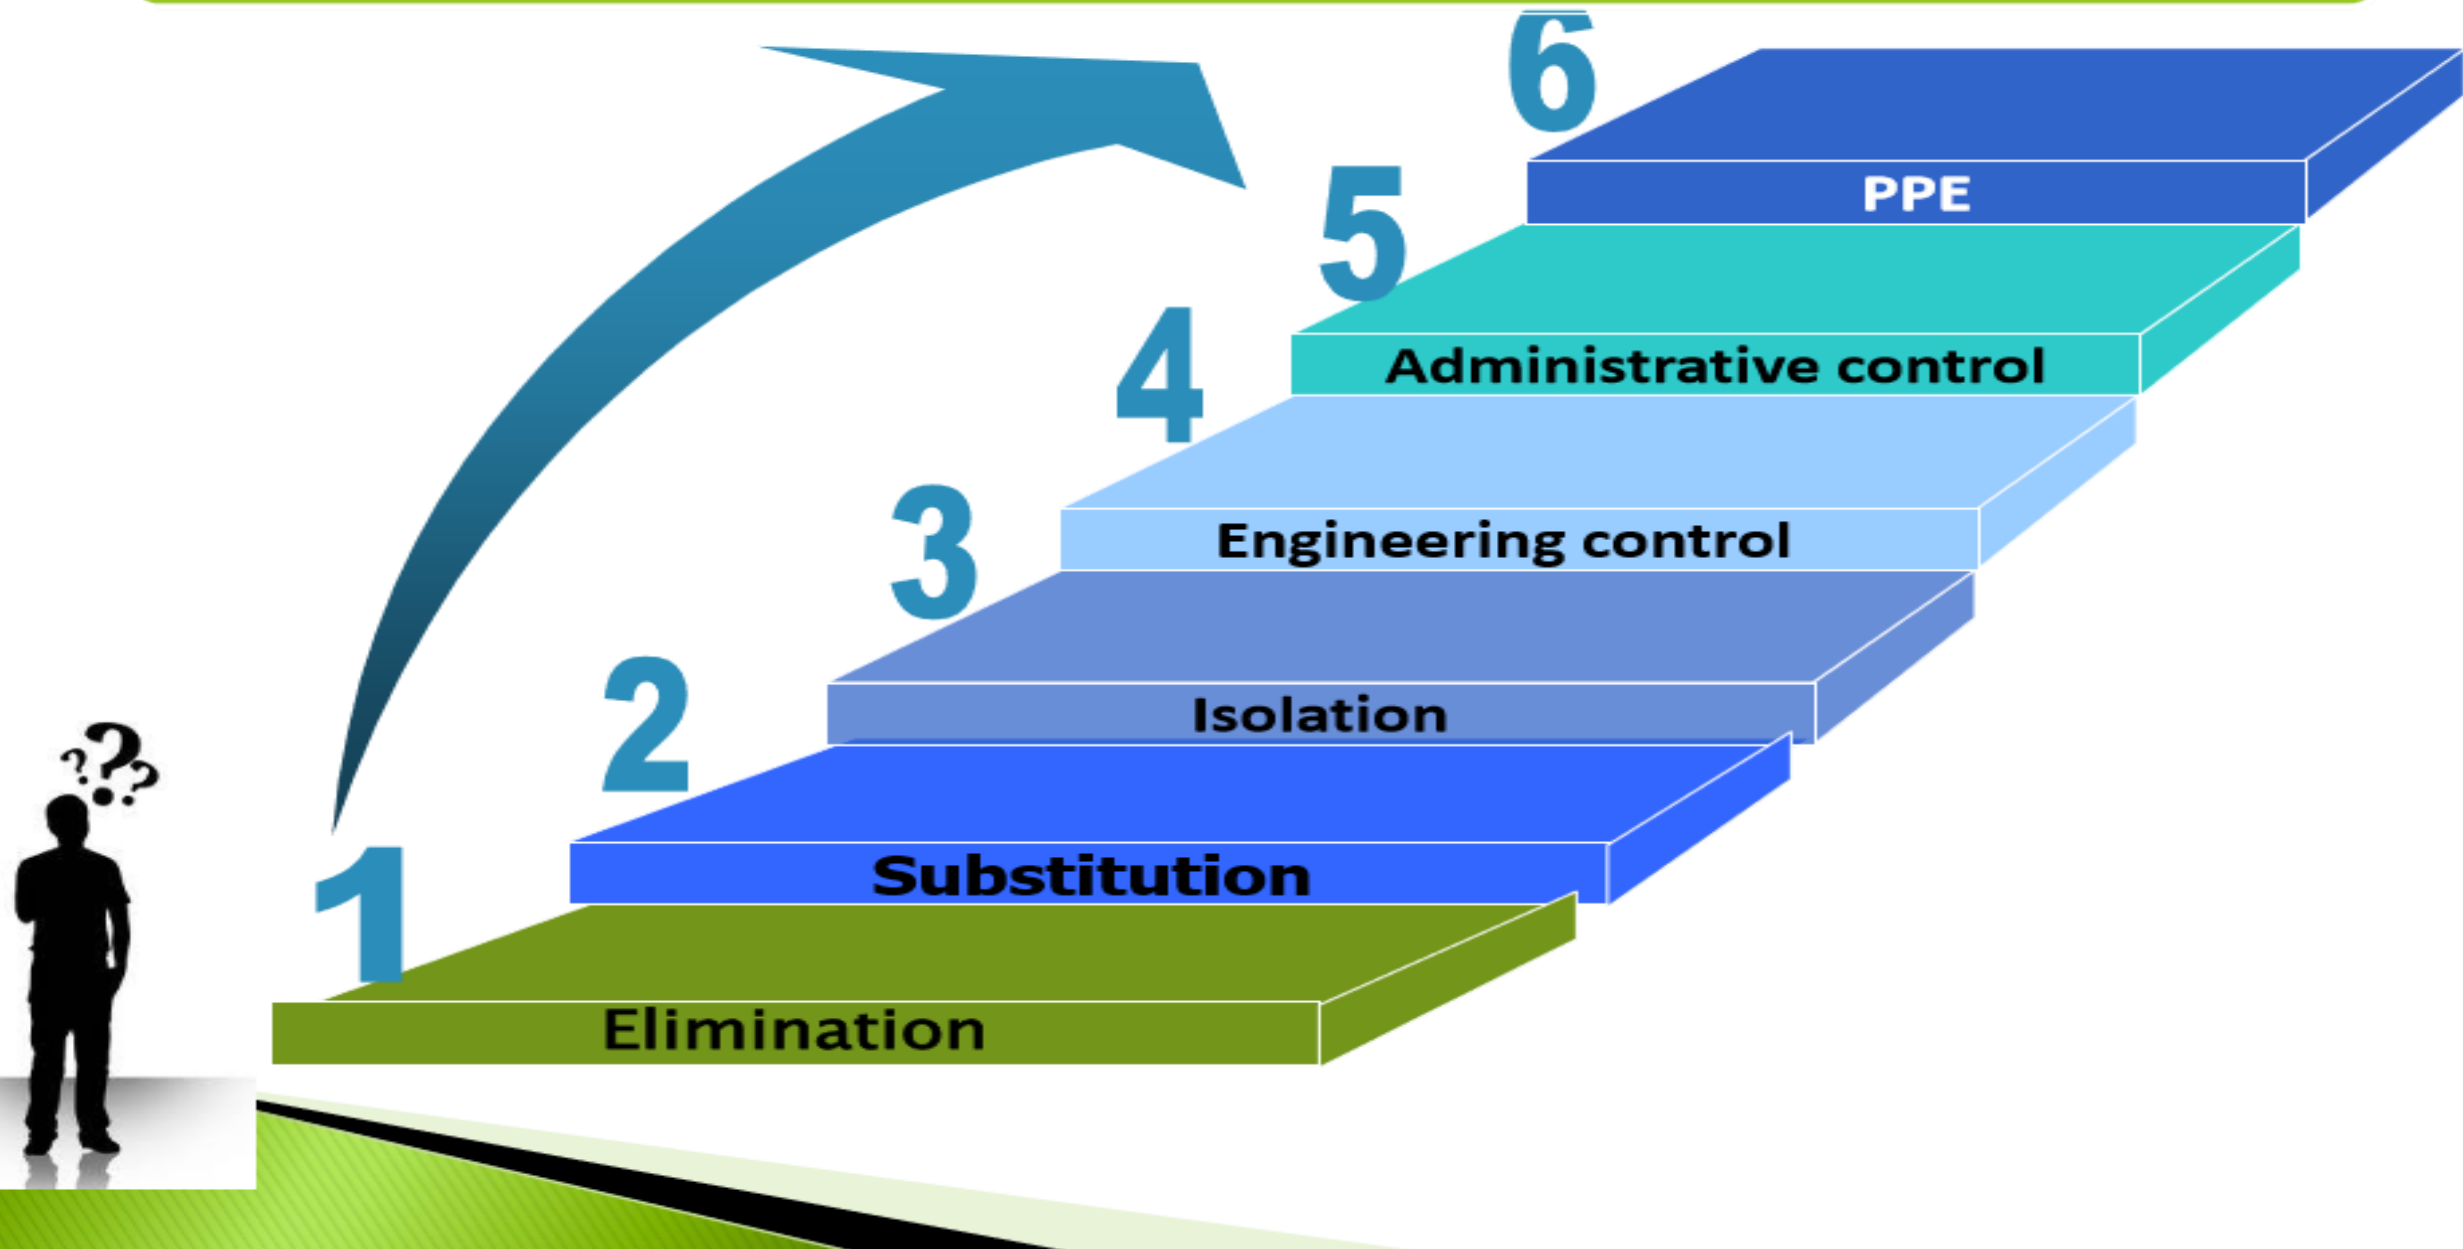 6
PPE
5
Administrative control
4
Engineering control
3
Isolation
2
Substitution
1
Elimination
? ? ?